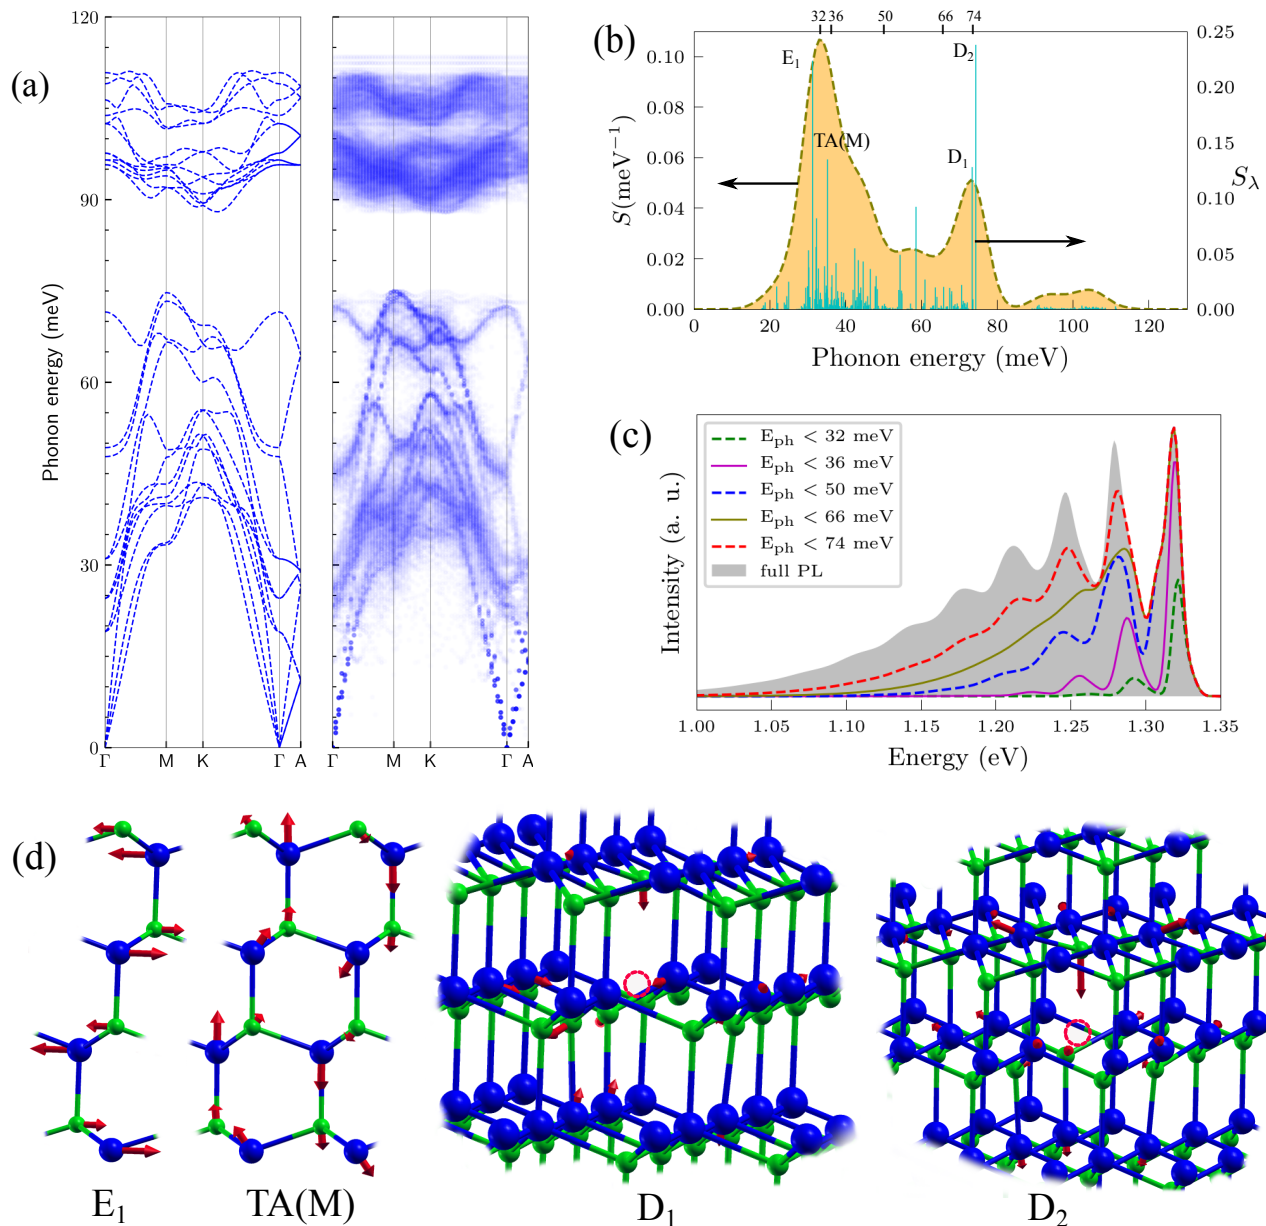 (a)
120
90
60
30
0
Phonon energy (meV)
Γ M K Γ A
Γ M K Γ A
(b)
32 36 50 66 74
E1
TA(M)
D1
D2
0.10
0.08
0.06
0.04
0.02
0.00
S(meV⁻¹)
0.25
0.20
0.15
0.10
0.05
0.00
Sλ
0 20 40 60 80 100 120
Phonon energy (meV)
(c)
Eph < 32 meV
Eph < 36 meV
Eph < 50 meV
Eph < 66 meV
Eph < 74 meV
full PL
Intensity (a. u.)
1.00 1.05 1.10 1.15 1.20 1.25 1.30 1.35
Energy (eV)
(d)
E1 TA(M) D1 D2